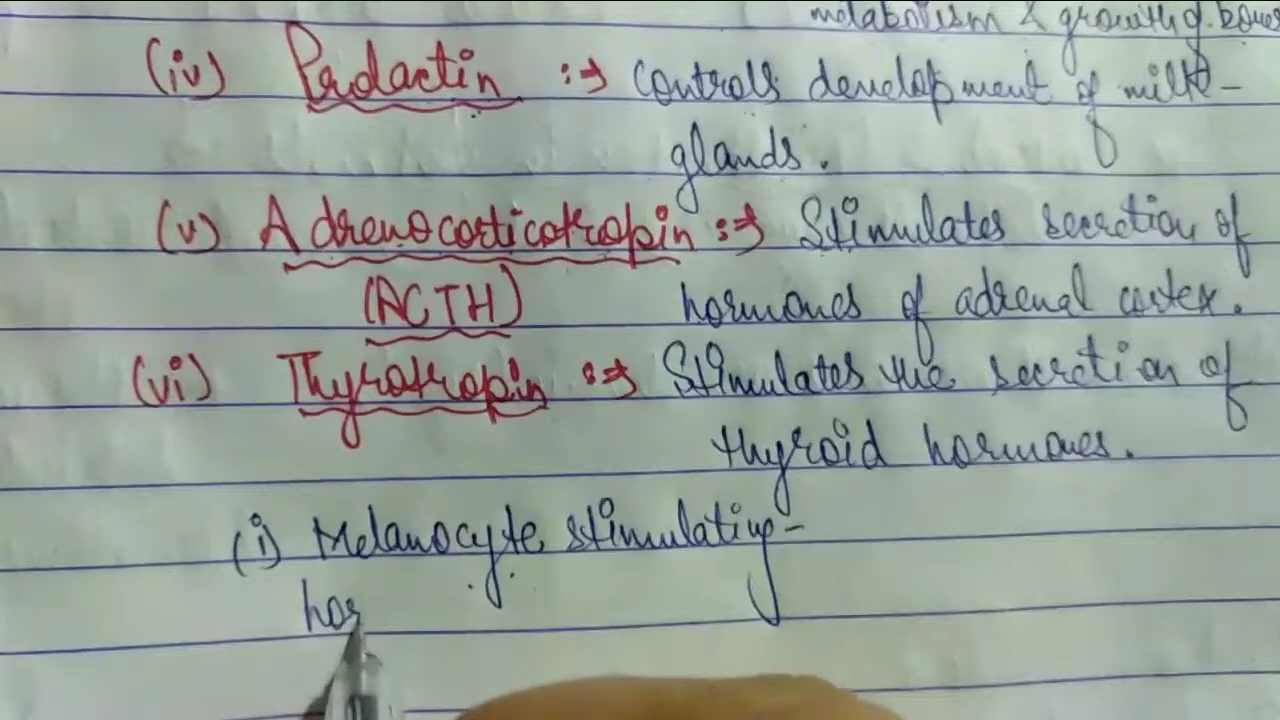 metabolism & growth of bones
(iv) Prolactin :⇒ Controls development of milk-
glands.
(v) Adrenocorticotropin :⇒ Stimulates secretion of
(ACTH) hormones of adrenal cortex.
(vi) Thyrotropin :⇒ Stimulates the secretion of
thyroid hormones.
(i) Melanocyte stimulating-
hor